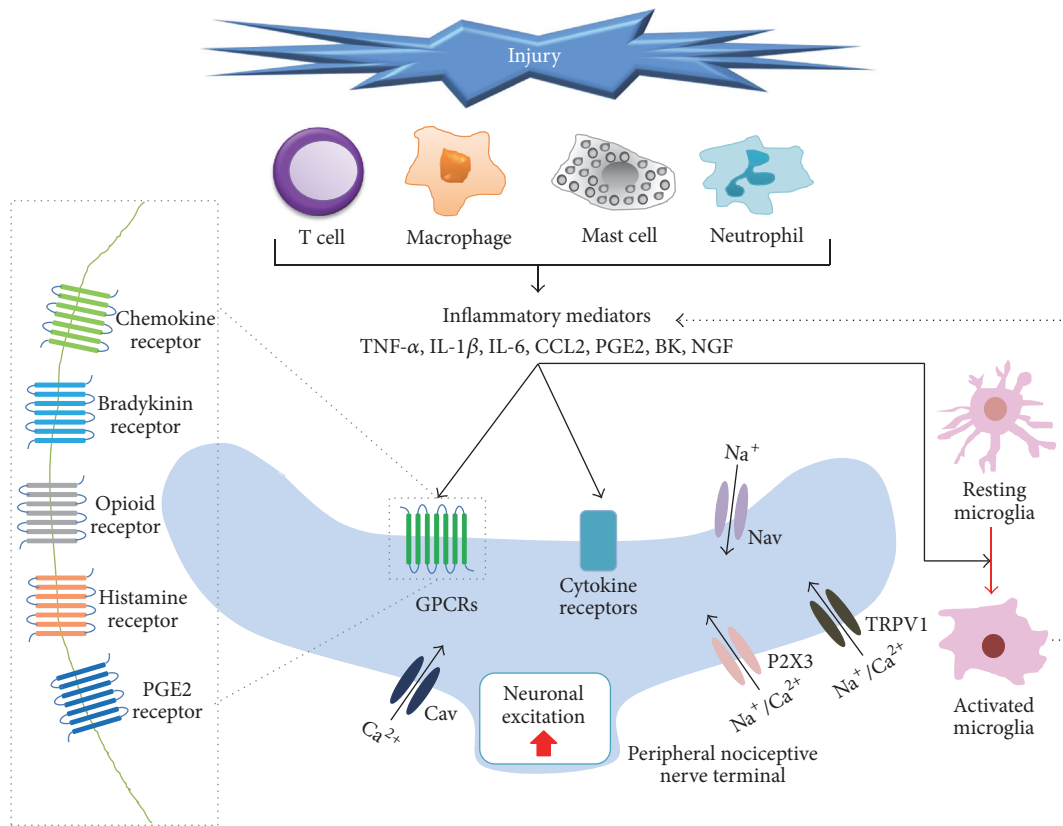 Injury
T cell
Macrophage
Mast cell
Neutrophil
Inflammatory mediators
TNF-α, IL-1β, IL-6, CCL2, PGE2, BK, NGF
Chemokine
receptor
Bradykinin
receptor
Opioid
receptor
Histamine
receptor
PGE2
receptor
GPCRs
Cytokine
receptors
Na⁺
Nav
TRPV1
Na⁺/Ca²⁺
P2X3
Na⁺/Ca²⁺
Cav
Ca²⁺
Neuronal
excitation
Peripheral nociceptive
nerve terminal
Resting
microglia
Activated
microglia